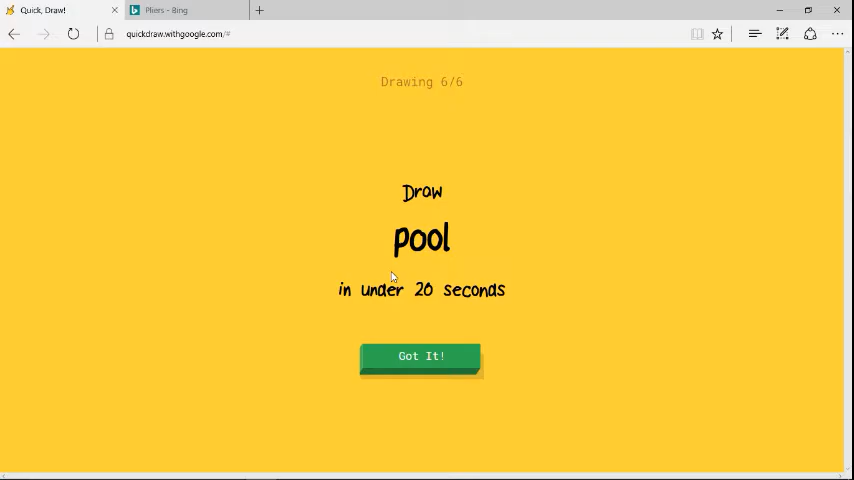 Quick, Draw!
Pliers - Bing
quickdraw.withgoogle.com/#
Drawing 6/6
Draw
pool
in under 20 seconds
Got It!